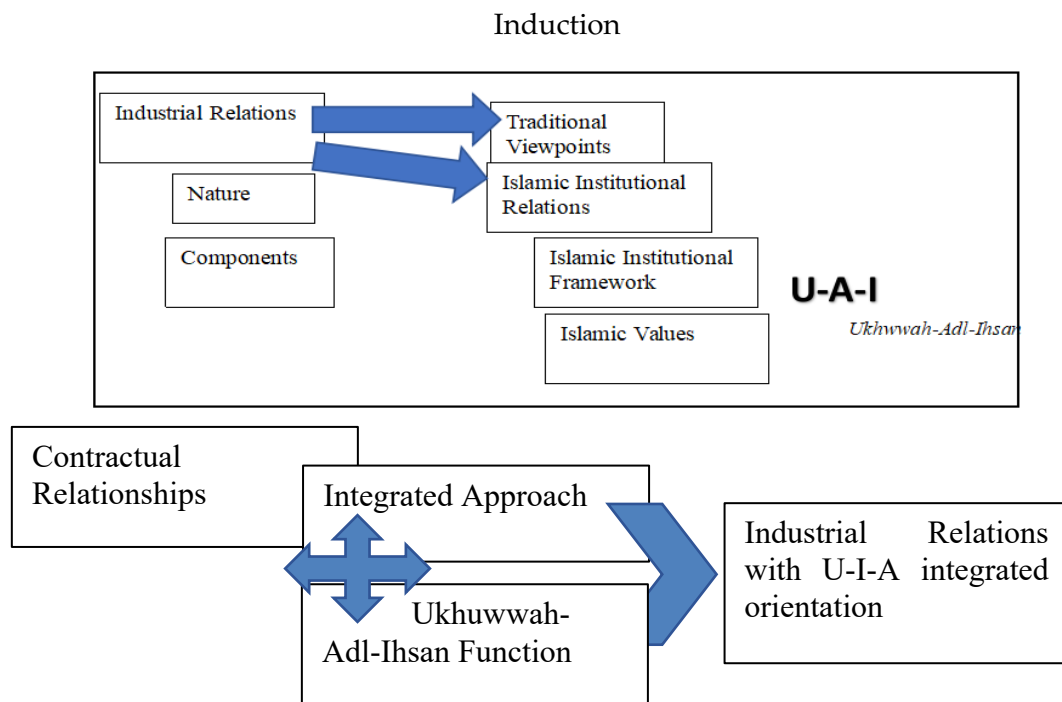 Induction
Industrial Relations
Nature
Components
Traditional
Viewpoints
Islamic Institutional
Relations
Islamic Institutional
Framework
Islamic Values
U-A-I
Ukhwwah-Adl-Ihsan
Contractual
Relationships
Integrated Approach
Ukhuwwah-
Adl-Ihsan Function
Industrial Relations
with U-I-A integrated
orientation